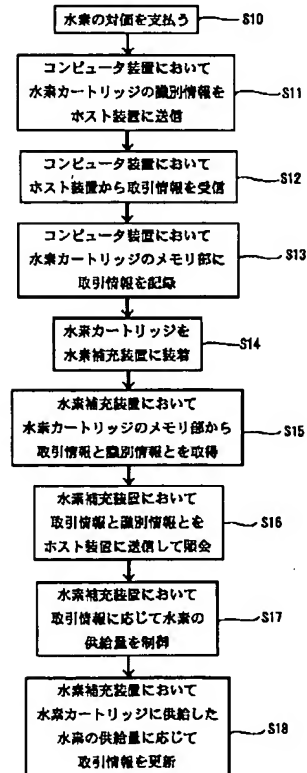 水素の対価を支払う
S10
コンピュータ装置において
水素カートリッジの識別情報を
ホスト装置に送信
S11
コンピュータ装置において
ホスト装置から取引情報を受信
S12
コンピュータ装置において
水素カートリッジのメモリ部に
取引情報を記録
S13
水素カートリッジを
水素補充装置に装着
S14
水素補充装置において
水素カートリッジのメモリ部から
取引情報と識別情報とを取得
S15
水素補充装置において
取引情報と識別情報とを
ホスト装置に送信して照会
S16
水素補充装置において
取引情報に応じて水素の
供給量を制御
S17
水素補充装置において
水素カートリッジに供給した
水素の供給量に応じて
取引情報を更新
S18